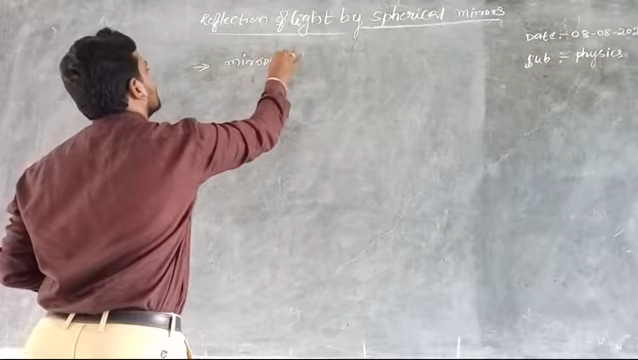 Reflection of light by spherical mirrors
Date:- 08-08-202
Sub :- physics
⇒ mirror